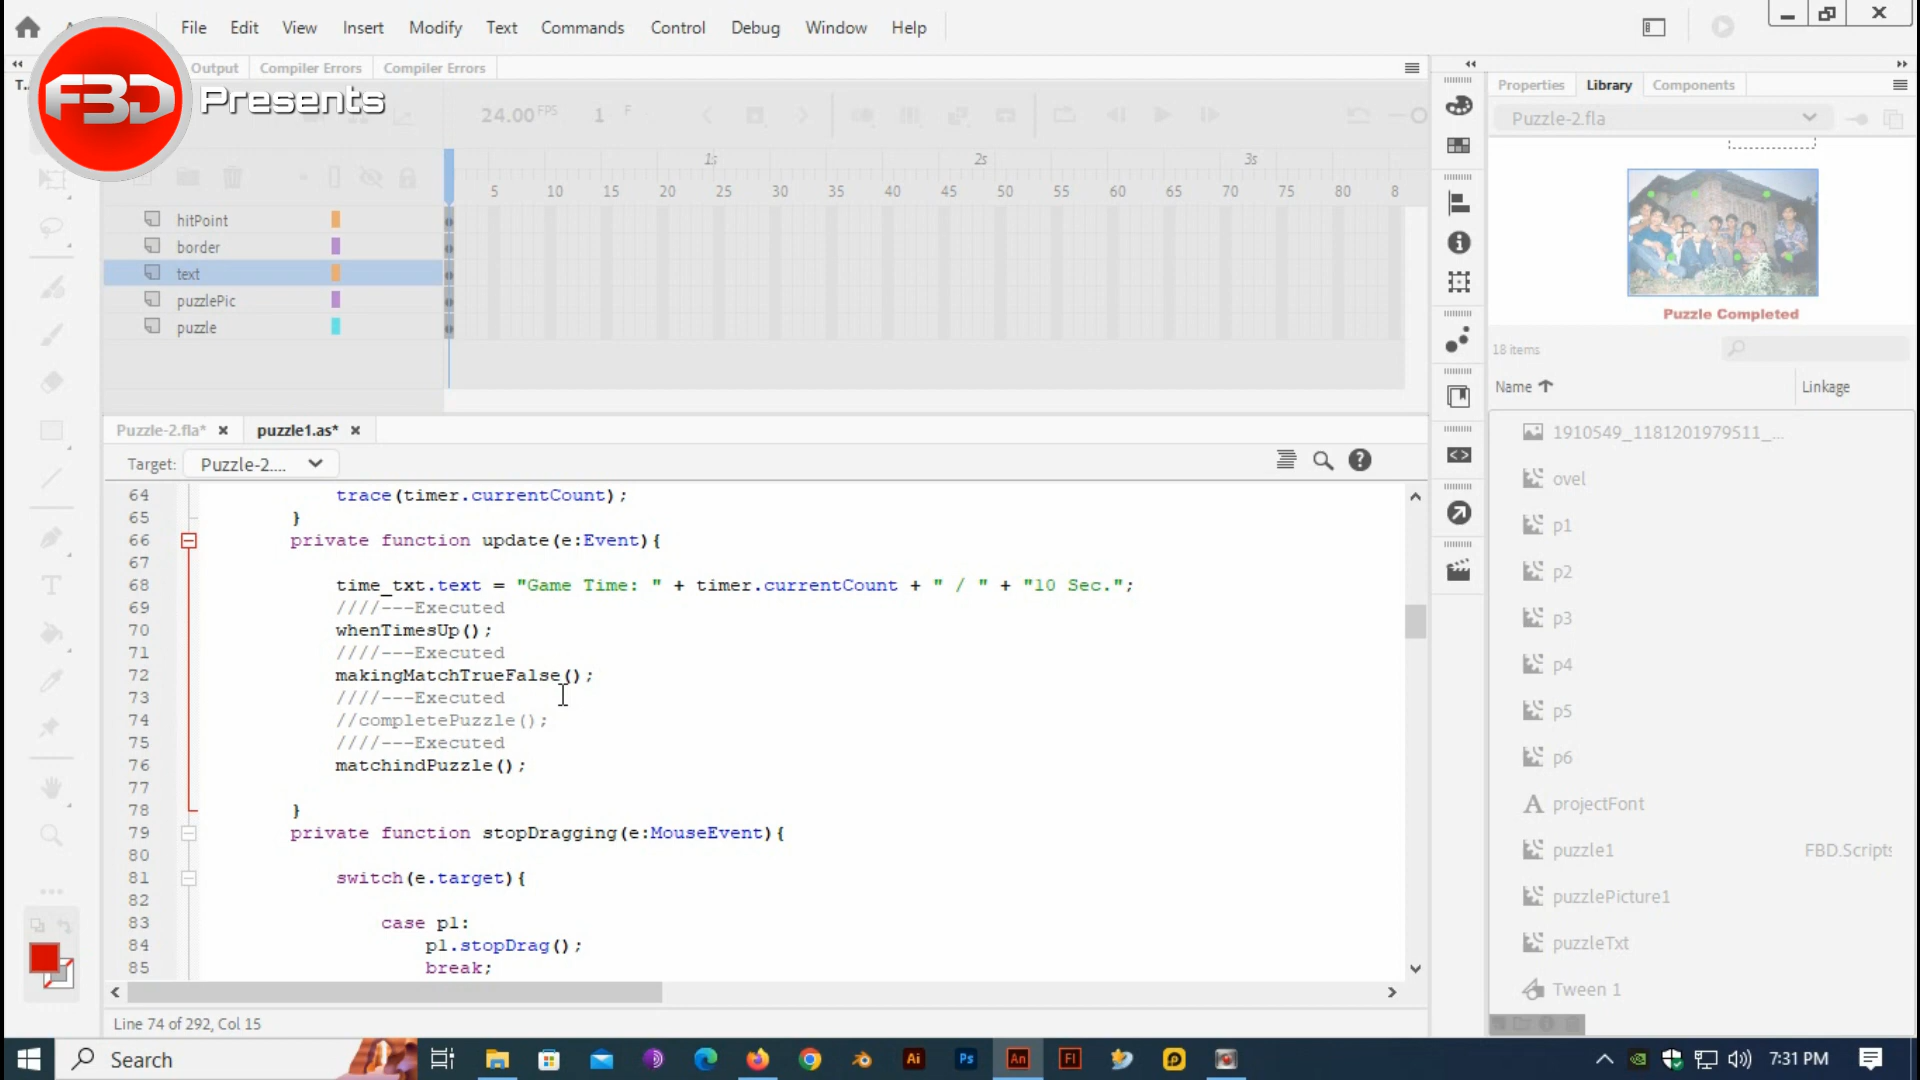 File Edit View Insert Modify Text Commands Control Debug Window Help
FBD Presents
Output Compiler Errors Compiler Errors
T...
Properties Library Components
24.00 FPS 1 F
Puzzle-2.fla
1s 2s 3s
5 10 15 20 25 30 35 40 45 50 55 60 65 70 75 80 8
hitPoint
border
text
puzzlePic
puzzle
Puzzle Completed
18 items
Name Linkage
Puzzle-2.fla* puzzle1.as*
Target: Puzzle-2....
64 trace(timer.currentCount);
65 }
66 private function update(e:Event){
67
68 time_txt.text = "Game Time: " + timer.currentCount + " / " + "10 Sec.";
69 ////---Executed
70 whenTimesUp();
71 ////---Executed
72 makingMatchTrueFalse();
73 ////---Executed
74 //completePuzzle();
75 ////---Executed
76 matchindPuzzle();
77
78 }
79 private function stopDragging(e:MouseEvent){
80
81 switch(e.target){
82
83 case p1:
84 p1.stopDrag();
85 break;
1910549_1181201979511_...
ovel
p1
p2
p3
p4
p5
p6
projectFont
puzzle1 FBD.Scripts
puzzlePicture1
puzzleTxt
Tween 1
Line 74 of 292, Col 15
Search
Ai Ps An Fl
7:31 PM